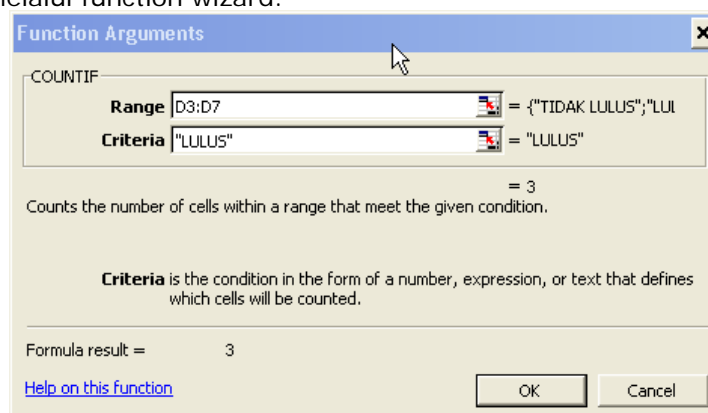 function wizard.
Function Arguments
COUNTIF
Range D3:D7 = {"TIDAK LULUS";"LUL
Criteria "LULUS" = "LULUS"
= 3
Counts the number of cells within a range that meet the given condition.
Criteria is the condition in the form of a number, expression, or text that defines
which cells will be counted.
Formula result = 3
Help on this function
OK Cancel